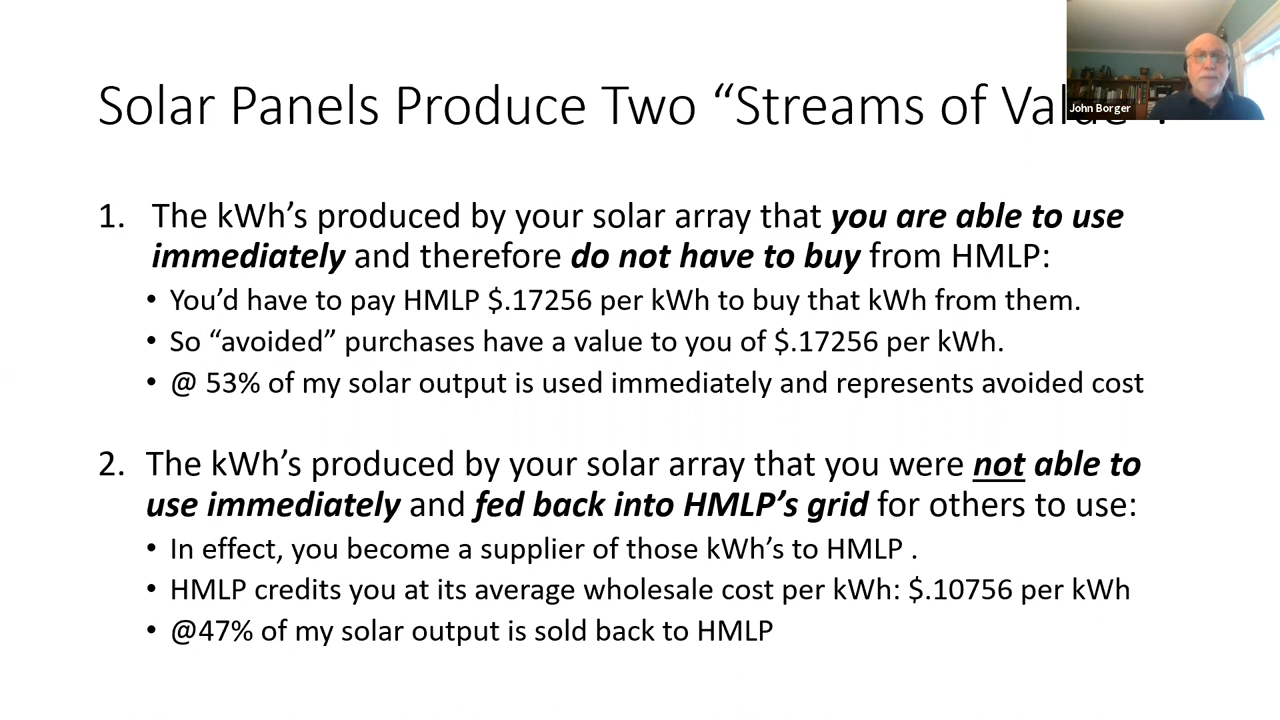 Solar Panels Produce Two “Streams of Value”:
John Borger
1. The kWh’s produced by your solar array that you are able to use
immediately and therefore do not have to buy from HMLP:
• You’d have to pay HMLP $.17256 per kWh to buy that kWh from them.
• So “avoided” purchases have a value to you of $.17256 per kWh.
• @ 53% of my solar output is used immediately and represents avoided cost
2. The kWh’s produced by your solar array that you were not able to
use immediately and fed back into HMLP’s grid for others to use:
• In effect, you become a supplier of those kWh’s to HMLP .
• HMLP credits you at its average wholesale cost per kWh: $.10756 per kWh
• @47% of my solar output is sold back to HMLP